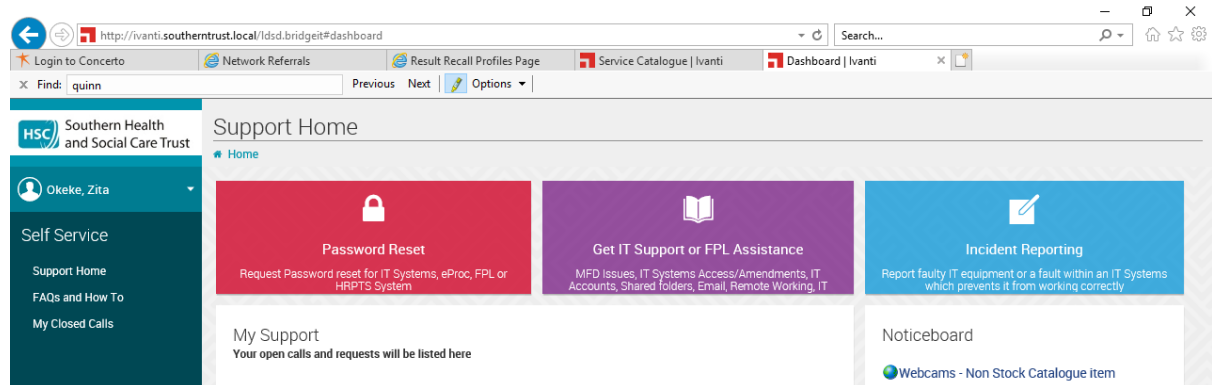 http://ivanti.southerntrust.local/ldsd.bridgeit#dashboard
Search...
Login to Concerto
Network Referrals
Result Recall Profiles Page
Service Catalogue | Ivanti
Dashboard | Ivanti
x Find: quinn
Previous Next Options
HSC Southern Health
and Social Care Trust
Support Home
Home
Okeke, Zita
Self Service
Support Home
FAQs and How To
My Closed Calls
Password Reset
Request Password reset for IT Systems, eProc, FPL or
HRPTS System
Get IT Support or FPL Assistance
MFD Issues, IT Systems Access/Amendments, IT
Accounts, Shared folders, Email, Remote Working, IT
Incident Reporting
Report faulty IT equipment or a fault within an IT Systems
which prevents it from working correctly
My Support
Your open calls and requests will be listed here
Noticeboard
Webcams - Non Stock Catalogue item